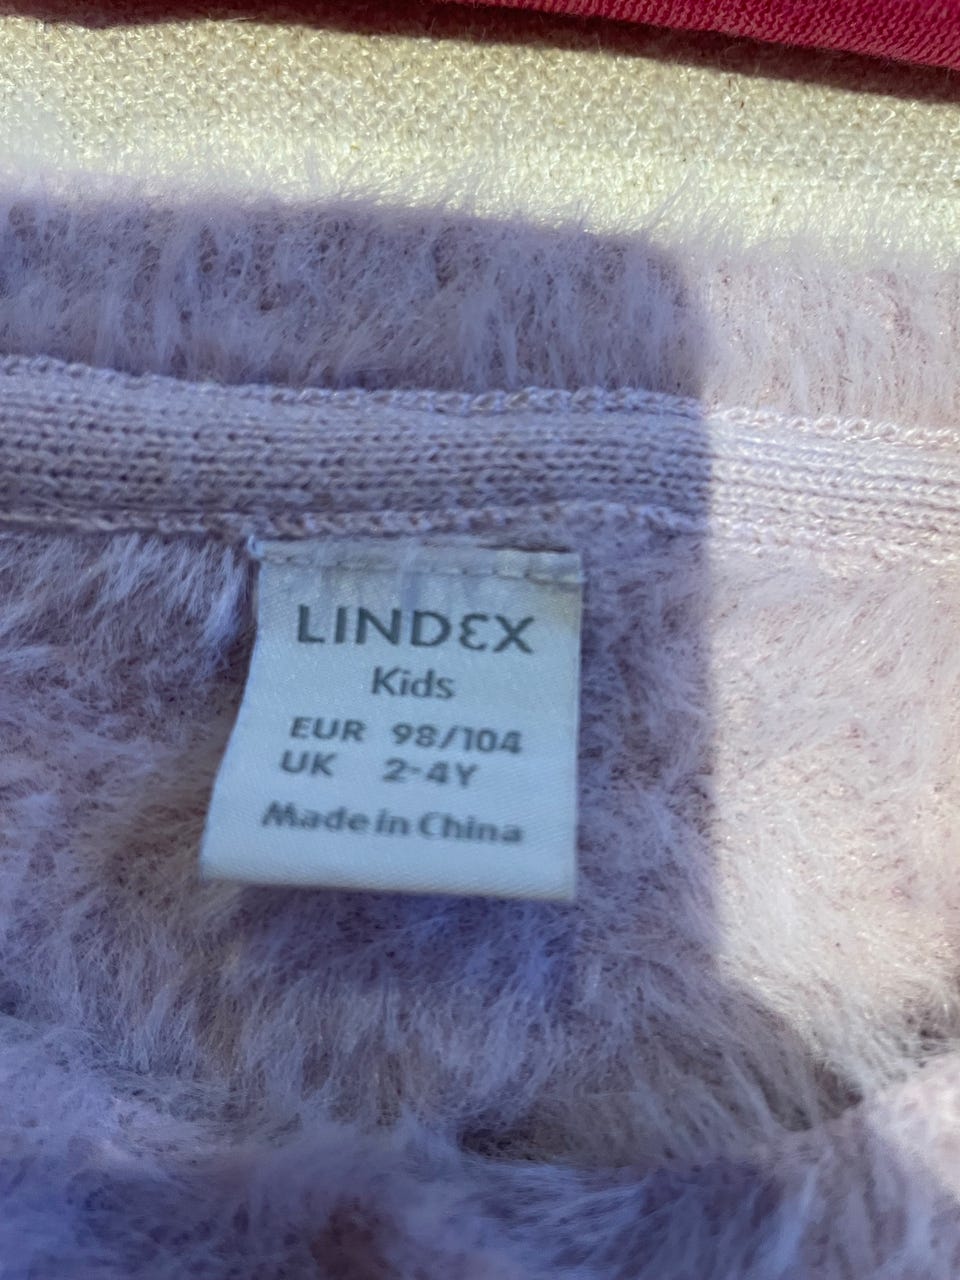 LINDEX
Kids
EUR 98/104
UK 2-4Y
Made in China